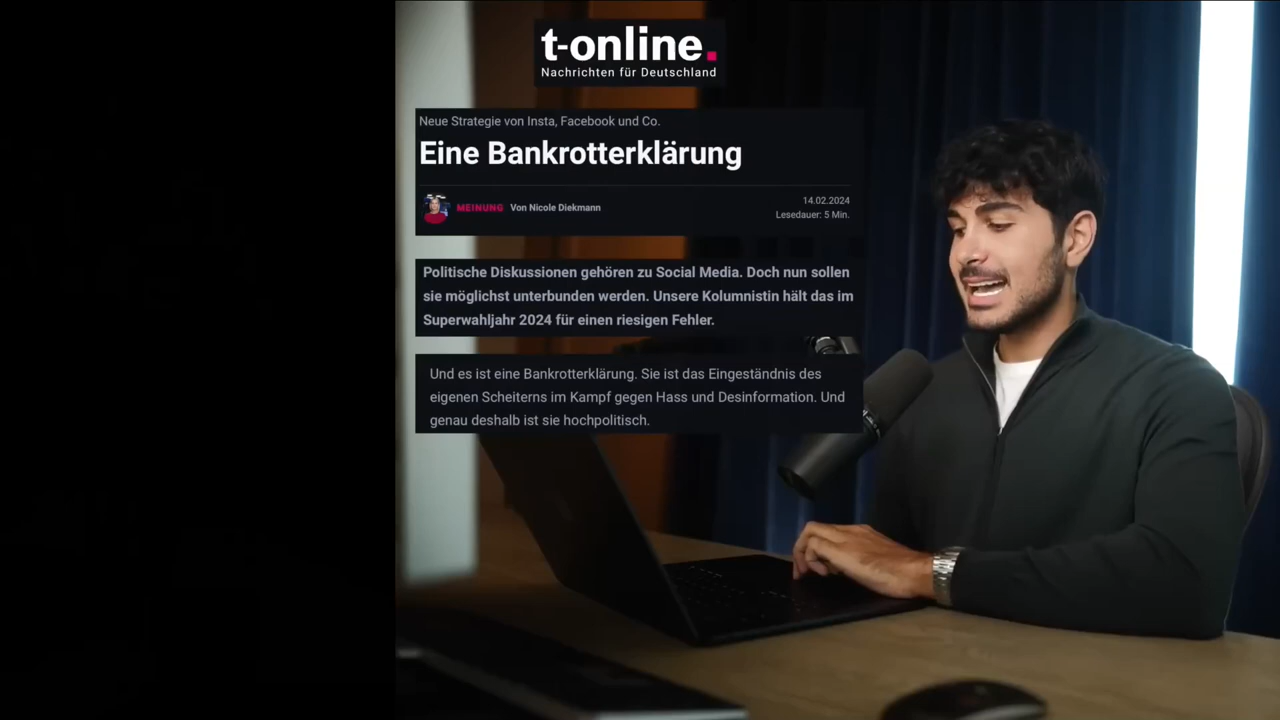 t-online.
Nachrichten für Deutschland
Neue Strategie von Insta, Facebook und Co.
Eine Bankrotterklärung
MEINUNG Von Nicole Diekmann
14.02.2024
Lesedauer: 5 Min.
Politische Diskussionen gehören zu Social Media. Doch nun sollen
sie möglichst unterbunden werden. Unsere Kolumnistin hält das im
Superwahljahr 2024 für einen riesigen Fehler.
Und es ist eine Bankrotterklärung. Sie ist das Eingeständnis des
eigenen Scheiterns im Kampf gegen Hass und Desinformation. Und
genau deshalb ist sie hochpolitisch.